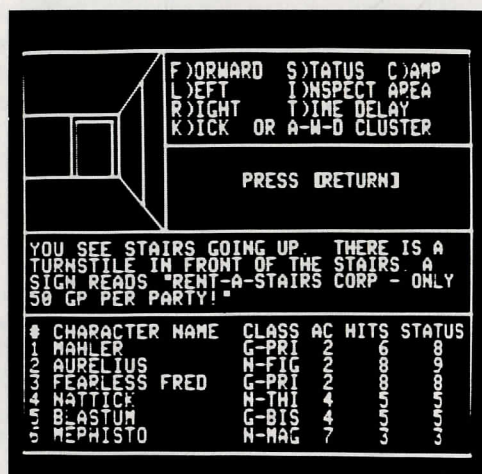 F)ORWARD S)TATUS C)AMP
L)EFT I)NSPECT AREA
R)IGHT T)IME DELAY
K)ICK OR A-W-D CLUSTER
PRESS [RETURN]
YOU SEE STAIRS GOING UP. THERE IS A
TURNSTILE IN FRONT OF THE STAIRS. A
SIGN READS "RENT-A-STAIRS CORP - ONLY
50 GP PER PARTY!"
# CHARACTER NAME CLASS AC HITS STATUS
1 MAHLER G-PRI 2 6 8
2 AURELIUS N-FIG 2 8 9
3 FEARLESS FRED G-PRI 2 8 8
4 NATTICK N-THI 4 5 5
5 BLASTUM G-BIS 4 5 5
6 MEPHISTO N-MAG 7 3 3